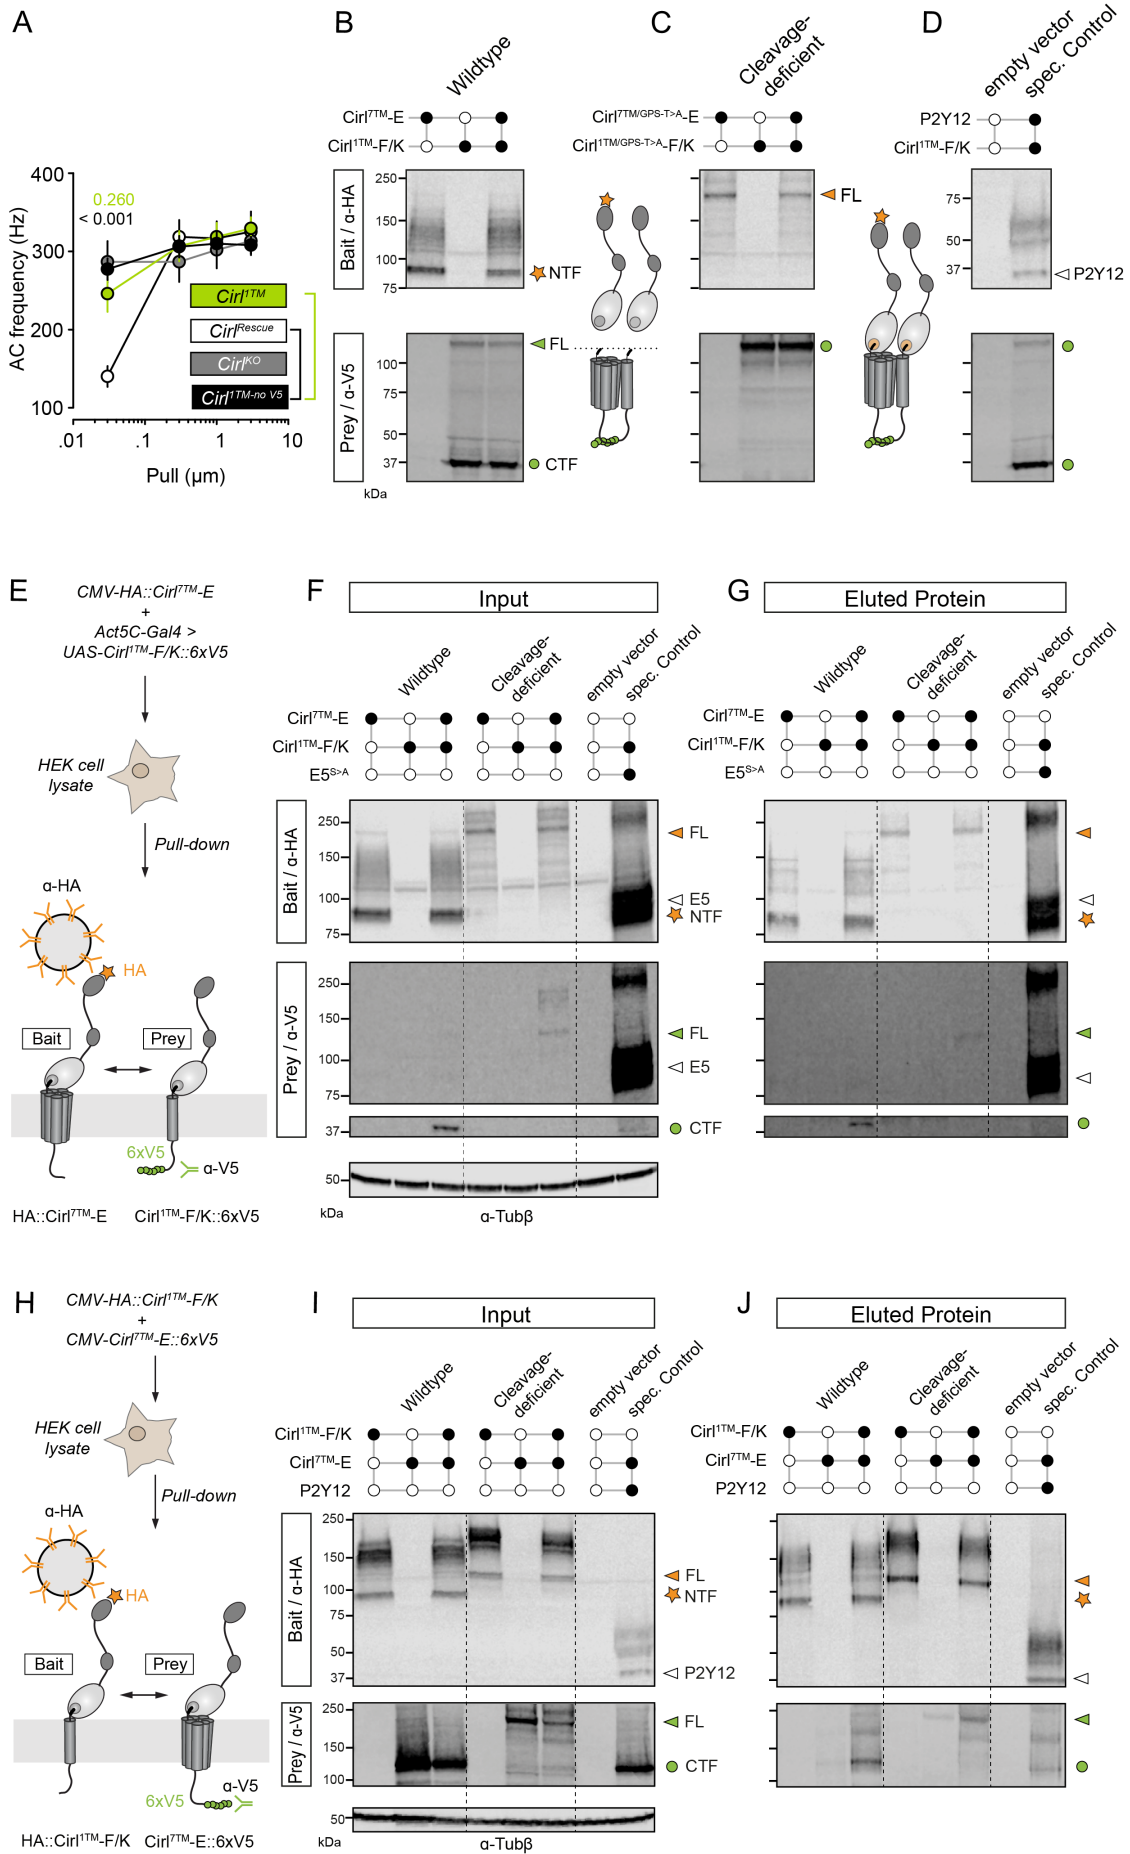 A
400
300
200
100
AC frequency (Hz)
0.260
< 0.001
Cirl1TM
CirlRescue
CirlKO
Cirl1TM-no V5
.01
.1
1
10
Pull (µm)
B
Wildtype
Cirl7TM-E
Cirl1TM-F/K
Bait / α-HA
250
150
100
75
NTF
Prey / α-V5
100
75
50
37
FL
CTF
kDa
C
Cleavage-
deficient
Cirl7TM/GPS-T>A-E
Cirl1TM/GPS-T>A-F/K
FL
D
empty vector
spec. Control
P2Y12
Cirl1TM-F/K
75
50
37
P2Y12
E
CMV-HA::Cirl7TM-E
+
Act5C-Gal4 >
UAS-Cirl1TM-F/K::6xV5
HEK cell
lysate
Pull-down
α-HA
HA
Bait
Prey
6xV5
α-V5
HA::Cirl7TM-E
Cirl1TM-F/K::6xV5
F
Input
Wildtype
Cleavage-
deficient
empty vector
spec. Control
Cirl7TM-E
Cirl1TM-F/K
E5S>A
Bait / α-HA
250
150
100
75
FL
E5
NTF
Prey / α-V5
250
150
100
75
37
FL
E5
CTF
50
kDa
α-Tubβ
G
Eluted Protein
Wildtype
Cleavage-
deficient
empty vector
spec. Control
Cirl7TM-E
Cirl1TM-F/K
E5S>A
H
CMV-HA::Cirl1TM-F/K
+
CMV-Cirl7TM-E::6xV5
HEK cell
lysate
Pull-down
α-HA
HA
Bait
Prey
6xV5
α-V5
HA::Cirl1TM-F/K
Cirl7TM-E::6xV5
I
Input
Wildtype
Cleavage-
deficient
empty vector
spec. Control
Cirl1TM-F/K
Cirl7TM-E
P2Y12
Bait / α-HA
250
150
100
75
50
37
FL
NTF
P2Y12
Prey / α-V5
250
150
100
FL
CTF
50
kDa
α-Tubβ
J
Eluted Protein
Wildtype
Cleavage-
deficient
empty vector
spec. Control
Cirl1TM-F/K
Cirl7TM-E
P2Y12